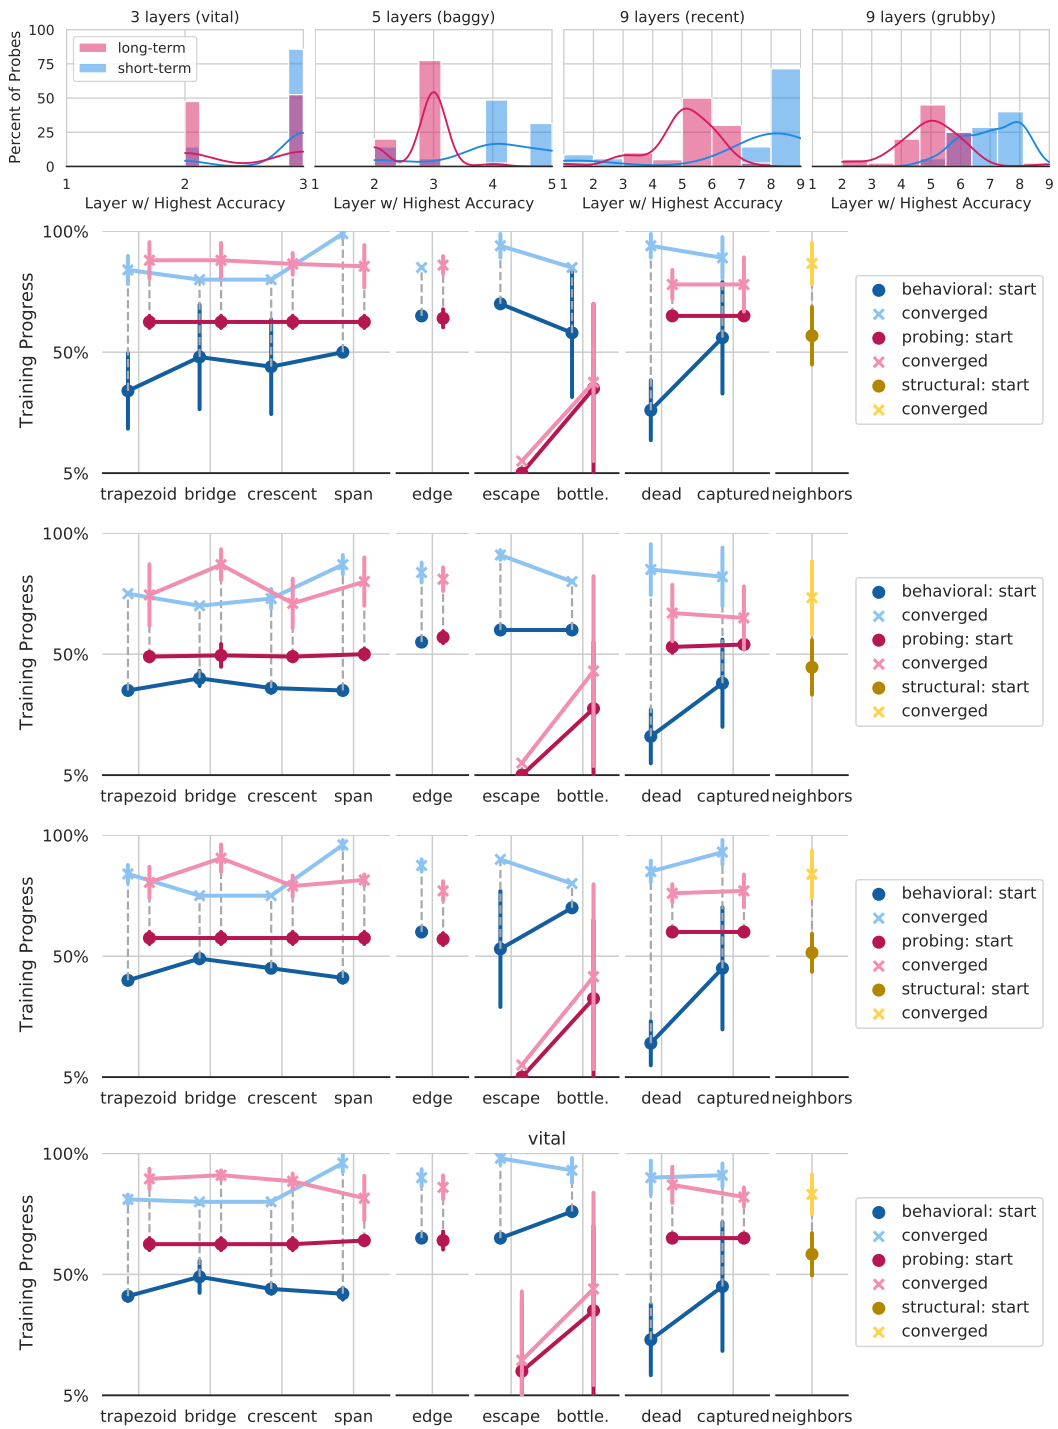 3 layers (vital) 5 layers (baggy) 9 layers (recent) 9 layers (grubby)
Percent of Probes
100
75
50
25
0
long-term
short-term
1 2 3 1 2 3 4 5 1 2 3 4 5 6 7 8 9 1 2 3 4 5 6 7 8 9
Layer w/ Highest Accuracy Layer w/ Highest Accuracy Layer w/ Highest Accuracy Layer w/ Highest Accuracy
Training Progress
100%
50%
5%
trapezoid bridge crescent span edge escape bottle. dead captured neighbors
behavioral: start
converged
probing: start
converged
structural: start
converged
Training Progress
100%
50%
5%
trapezoid bridge crescent span edge escape bottle. dead captured neighbors
behavioral: start
converged
probing: start
converged
structural: start
converged
Training Progress
100%
50%
5%
trapezoid bridge crescent span edge escape bottle. dead captured neighbors
behavioral: start
converged
probing: start
converged
structural: start
converged
vital
Training Progress
100%
50%
5%
trapezoid bridge crescent span edge escape bottle. dead captured neighbors
behavioral: start
converged
probing: start
converged
structural: start
converged